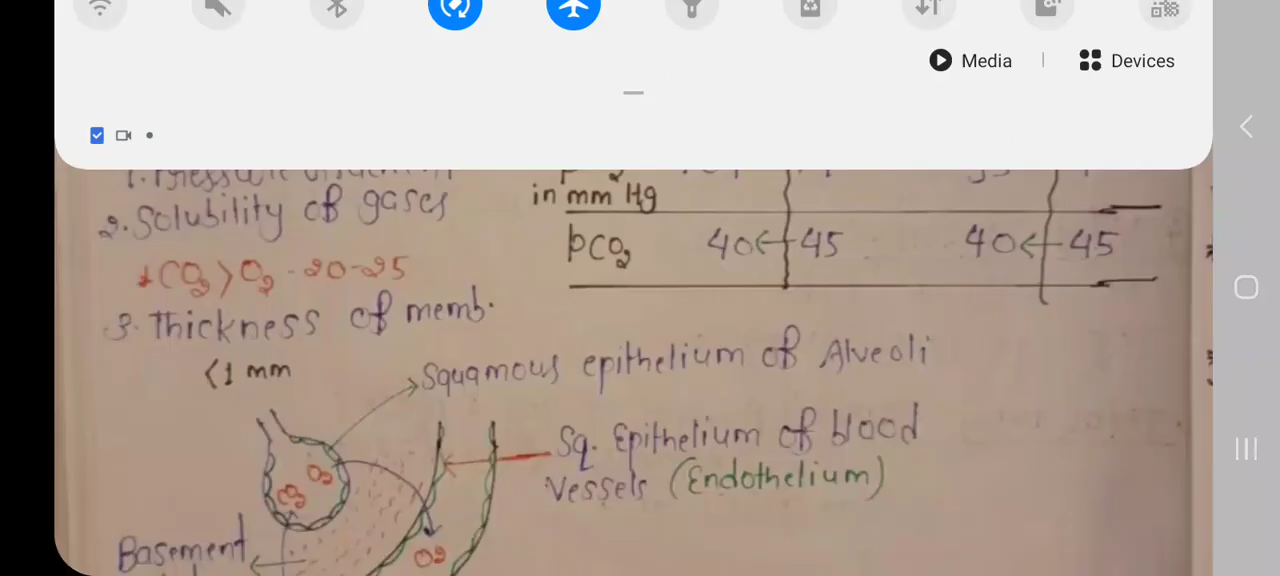 Media | Devices
2. Solubility of gases
in mm Hg
pCO2 40 ← 45 40 ← 45
*CO2 > O2 - 20-25
3. Thickness of memb.
<1 mm
Squamous epithelium of Alveoli
Sq. Epithelium of blood
vessels (Endothelium)
O2
CO2
O2
Basement